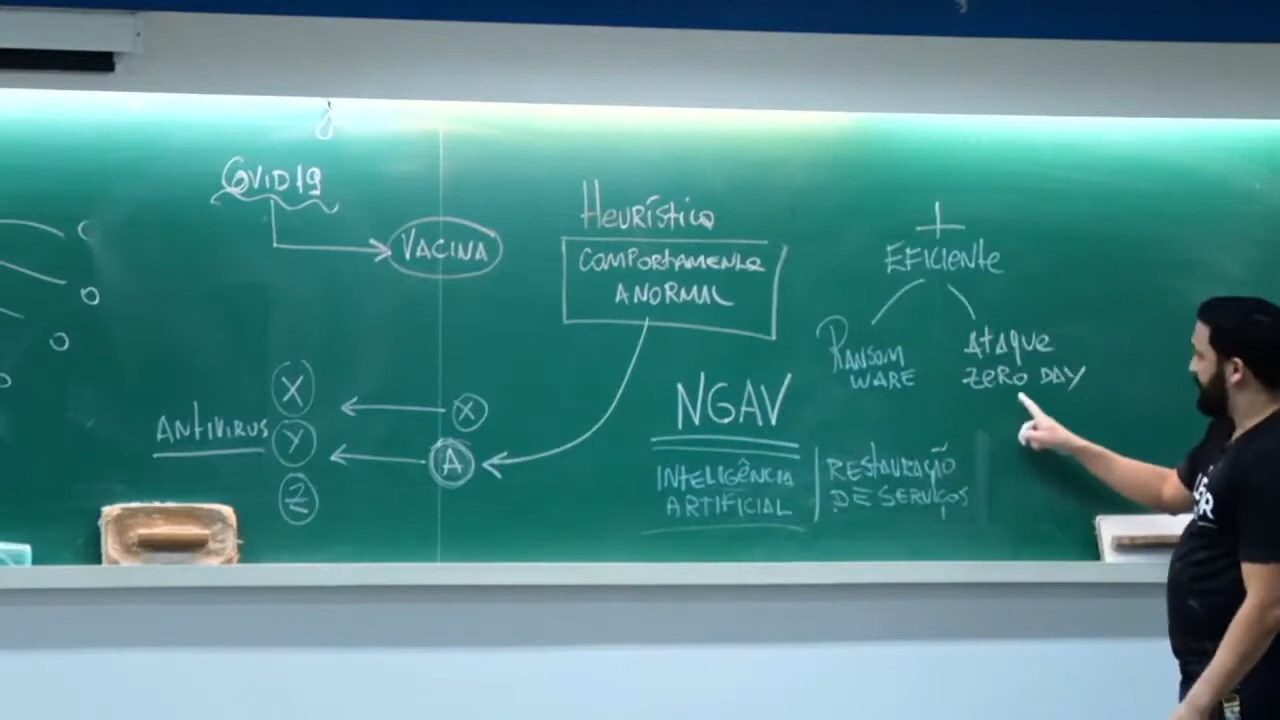 COVID19
VACINA
ANTIVIRUS
X
Y
Z
X
A
Heurística
COMPORTAMENTO
ANORMAL
NGAV
INTELIGÊNCIA
ARTIFICIAL
RESTAURAÇÃO
DE SERVIÇOS
+
EFICIENTE
RANSOM
WARE
Ataque
ZERO DAY